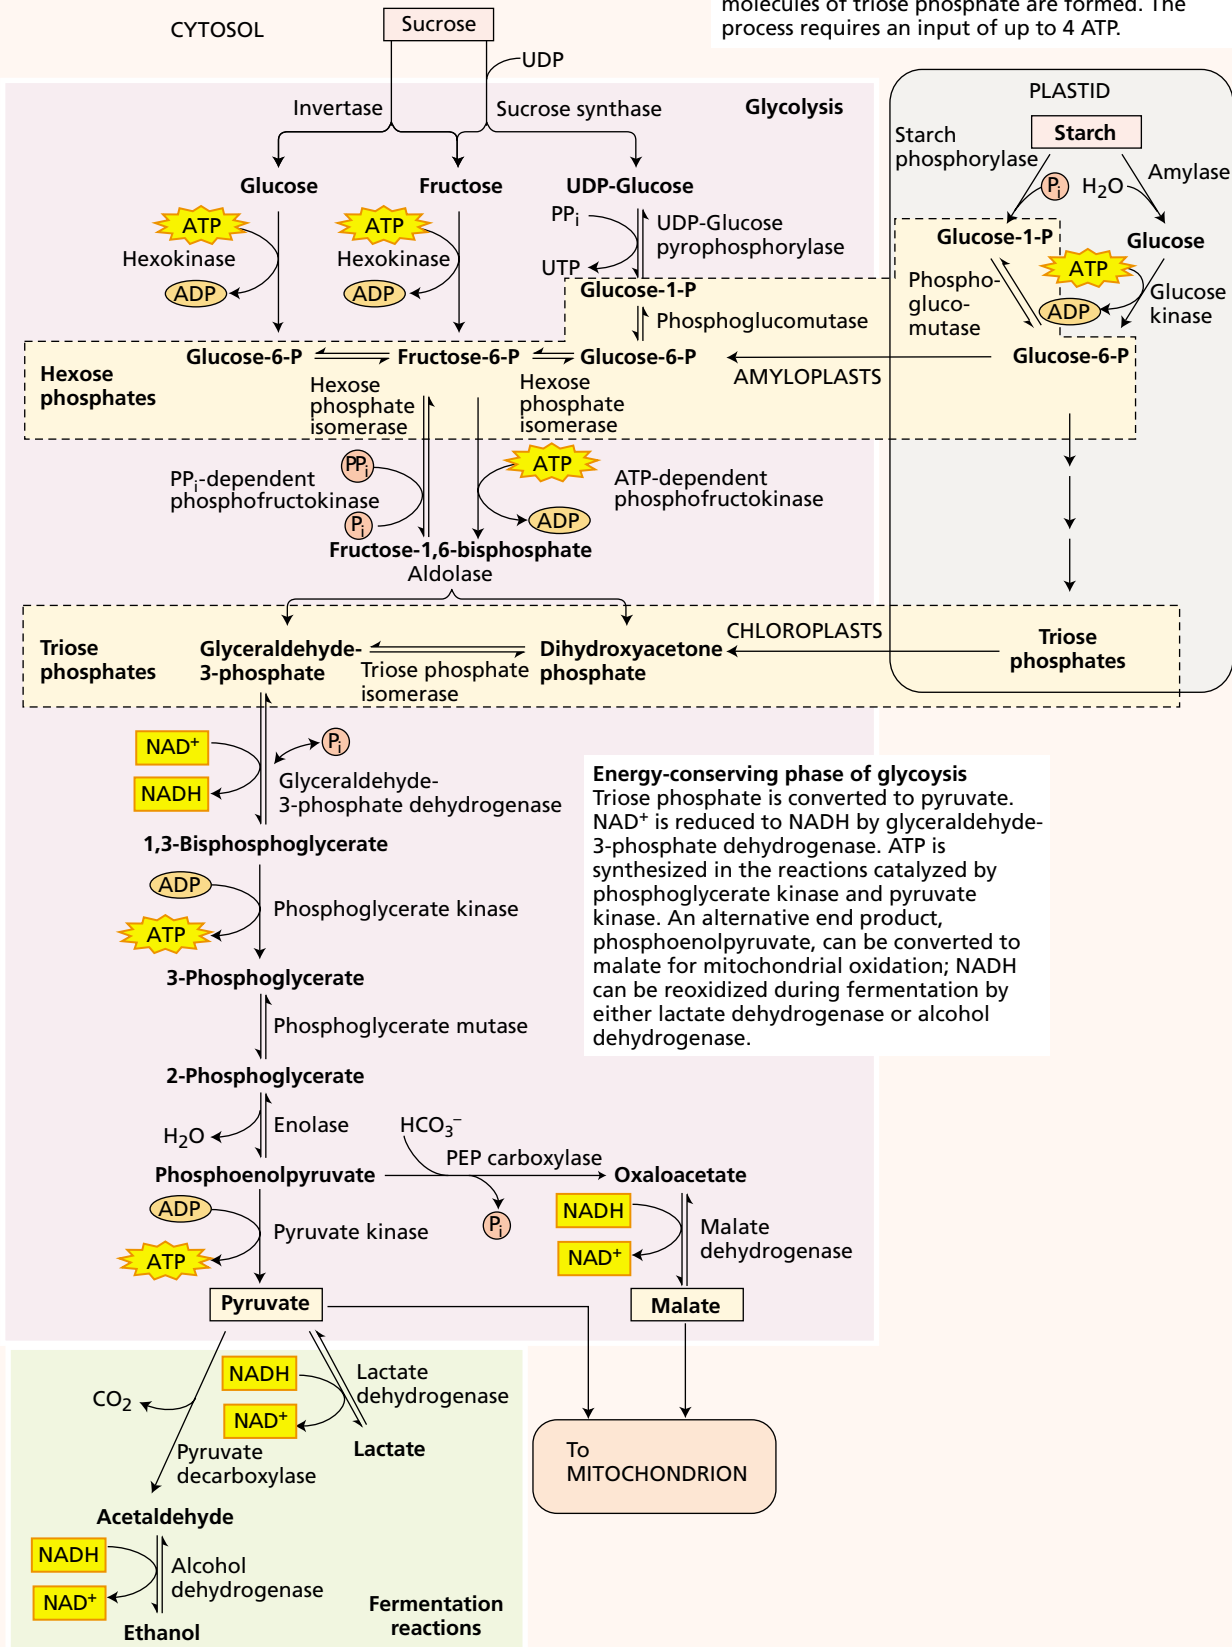 molecules of triose phosphate are formed. The
process requires an input of up to 4 ATP.
CYTOSOL
Sucrose
UDP
Invertase
Sucrose synthase
Glycolysis
Glucose
Fructose
UDP-Glucose
ATP
Hexokinase
ADP
ATP
Hexokinase
ADP
PPi
UTP
UDP-Glucose
pyrophosphorylase
Glucose-1-P
Phosphoglucomutase
PLASTID
Starch
Starch
phosphorylase
Pi
H2O
Amylase
Glucose-1-P
Glucose
Phospho-
gluco-
mutase
ATP
ADP
Glucose
kinase
Hexose
phosphates
Glucose-6-P
Fructose-6-P
Glucose-6-P
AMYLOPLASTS
Glucose-6-P
Hexose
phosphate
isomerase
Hexose
phosphate
isomerase
PPi-dependent
phosphofructokinase
PPi
Pi
ATP
ADP
ATP-dependent
phosphofructokinase
Fructose-1,6-bisphosphate
Aldolase
Triose
phosphates
Glyceraldehyde-
3-phosphate
Triose phosphate
isomerase
Dihydroxyacetone
phosphate
CHLOROPLASTS
Triose
phosphates
NAD+
NADH
Pi
Glyceraldehyde-
3-phosphate dehydrogenase
1,3-Bisphosphoglycerate
ADP
ATP
Phosphoglycerate kinase
3-Phosphoglycerate
Phosphoglycerate mutase
2-Phosphoglycerate
H2O
Enolase
Phosphoenolpyruvate
HCO3−
PEP carboxylase
Pi
Oxaloacetate
ADP
ATP
Pyruvate kinase
NADH
NAD+
Malate
dehydrogenase
Pyruvate
Malate
Energy-conserving phase of glycoysis
Triose phosphate is converted to pyruvate.
NAD+ is reduced to NADH by glyceraldehyde-
3-phosphate dehydrogenase. ATP is
synthesized in the reactions catalyzed by
phosphoglycerate kinase and pyruvate
kinase. An alternative end product,
phosphoenolpyruvate, can be converted to
malate for mitochondrial oxidation; NADH
can be reoxidized during fermentation by
either lactate dehydrogenase or alcohol
dehydrogenase.
CO2
NADH
NAD+
Lactate
dehydrogenase
Lactate
Pyruvate
decarboxylase
To
MITOCHONDRION
Acetaldehyde
NADH
NAD+
Alcohol
dehydrogenase
Ethanol
Fermentation
reactions